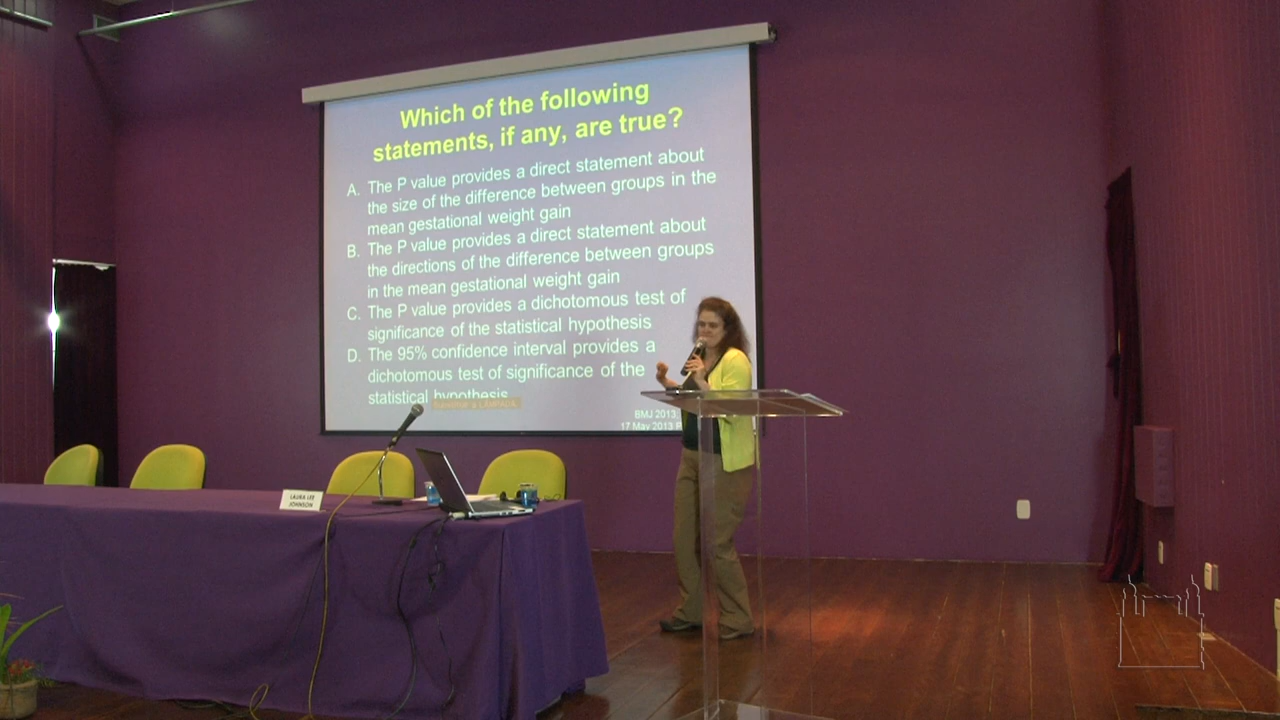 Which of the following
statements, if any, are true?
A. The P value provides a direct statement about
the size of the difference between groups in the
mean gestational weight gain
B. The P value provides a direct statement about
the directions of the difference between groups
in the mean gestational weight gain
C. The P value provides a dichotomous test of
significance of the statistical hypothesis
D. The 95% confidence interval provides a
dichotomous test of significance of the
statistical hypothesis
BMJ 2013
17 May 2013
LAURA LEE
JOHNSON